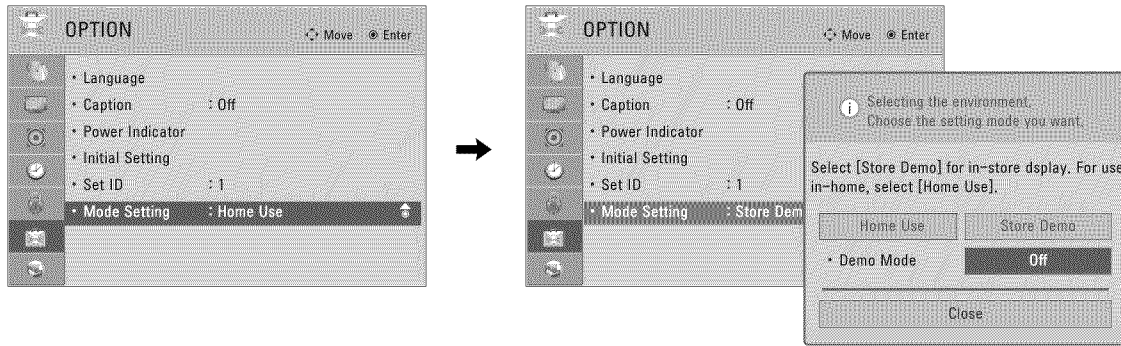 OPTION
Move Enter
• Language
• Caption : Off
• Power Indicator
• Initial Setting
• Set ID : 1
• Mode Setting : Home Use
OPTION
Move Enter
• Language
• Caption : Off
• Power Indicator
• Initial Setting
• Set ID : 1
• Mode Setting : Store Dem
i
Selecting the environment.
Choose the setting mode you want.
Select [Store Demo] for in-store dsplay. For use
in-home, select [Home Use].
Home Use Store Demo
• Demo Mode Off
Close